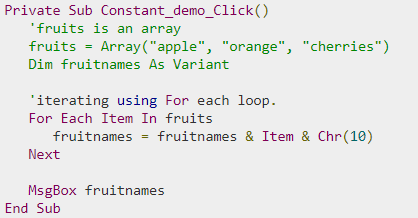 Private Sub Constant_demo_Click()
   'fruits is an array
   fruits = Array("apple", "orange", "cherries")
   Dim fruitnames As Variant

   'iterating using For each loop.
   For Each Item In fruits
      fruitnames = fruitnames & Item & Chr(10)
   Next

   MsgBox fruitnames
End Sub